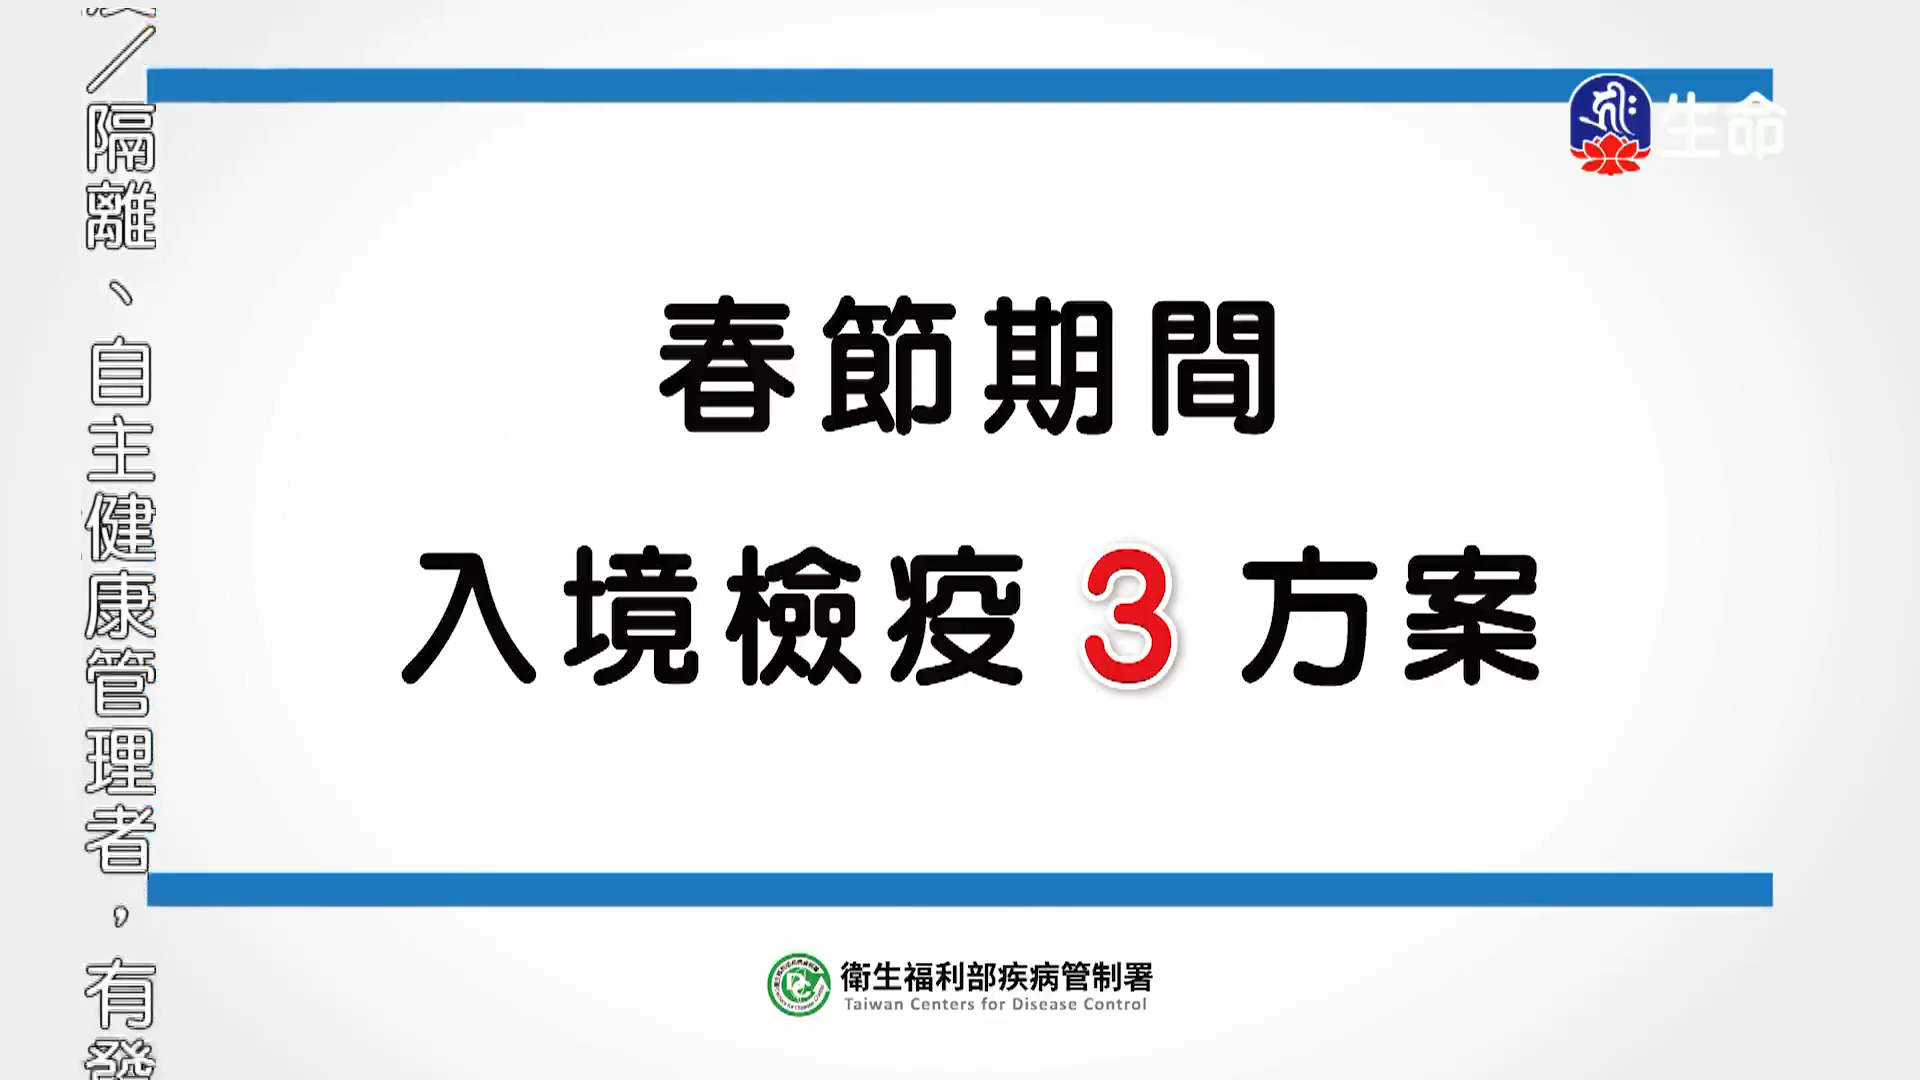 春節期間
入境檢疫3方案
／隔離、自主健康管理者，有發
生命
衛生福利部疾病管制署
Taiwan Centers for Disease Control